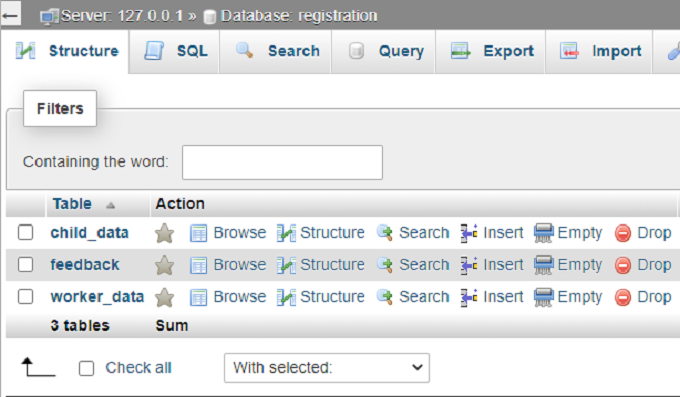 Server: 127.0.0.1 » Database: registration
Structure SQL Search Query Export Import
Filters
Containing the word:
Table Action
child_data Browse Structure Search Insert Empty Drop
feedback Browse Structure Search Insert Empty Drop
worker_data Browse Structure Search Insert Empty Drop
3 tables Sum
Check all With selected: